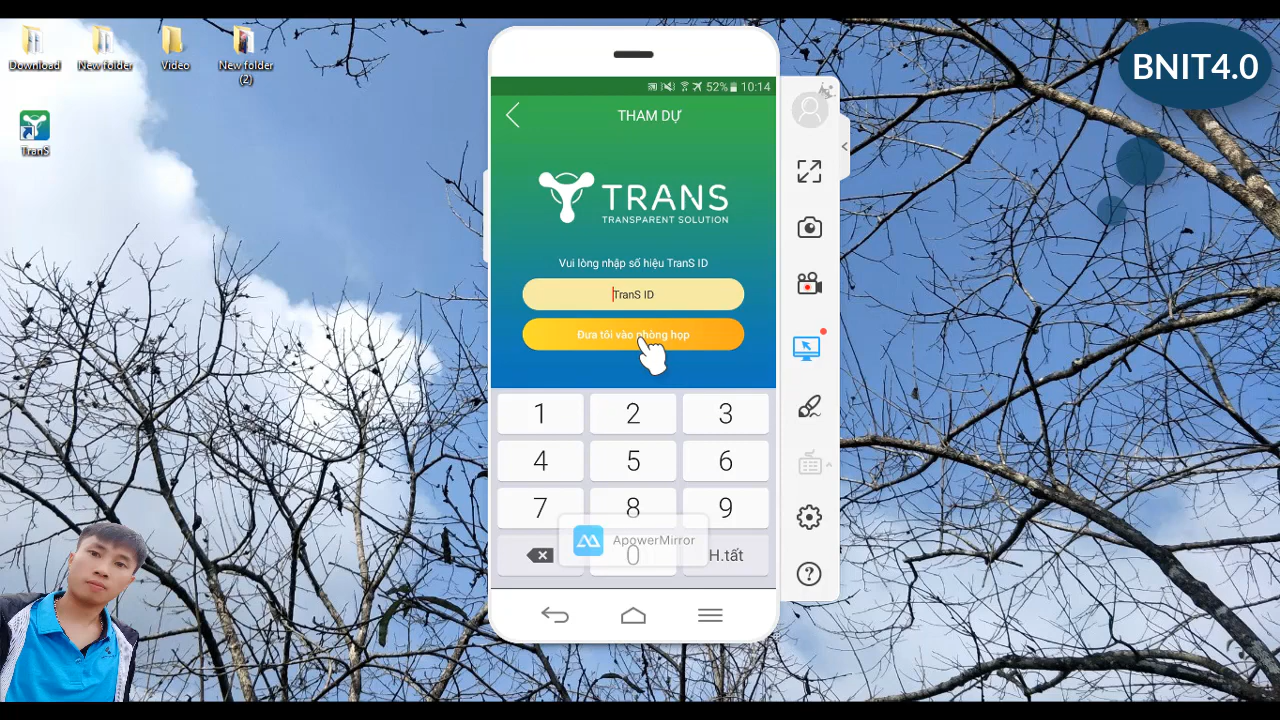 Download
New folder
Video
New folder
(2)
TranS
BNIT4.0
52% 10:14
THAM DỰ
TRANS
TRANSPARENT SOLUTION
Vui lòng nhập số hiệu TranS ID
TranS ID
Đưa tôi vào phòng họp
1 2 3
4 5 6
7 8 9
ApowerMirror
0 H.tất